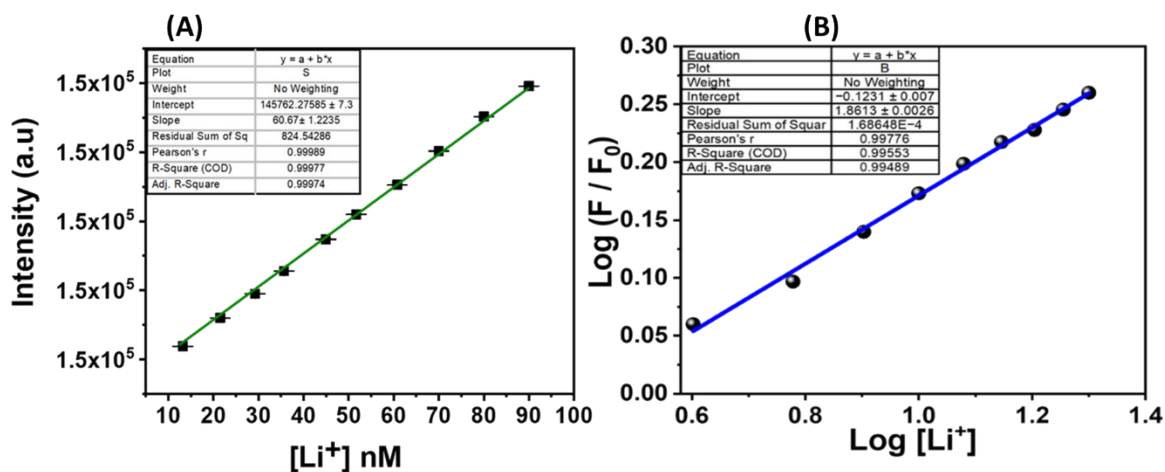 (A)
Equation y = a + b*x
Plot S
Weight No Weighting
Intercept 145762.27585 ± 7.3
Slope 60.67± 1.2235
Residual Sum of Sq 824.54286
Pearson's r 0.99989
R-Square (COD) 0.99977
Adj. R-Square 0.99974
Intensity (a.u)
1.5x10⁵
1.5x10⁵
1.5x10⁵
1.5x10⁵
1.5x10⁵
10 20 30 40 50 60 70 80 90 100
[Li⁺] nM
(B)
Equation y = a + b*x
Plot B
Weight No Weighting
Intercept −0.1231 ± 0.007
Slope 1.8613 ± 0.0026
Residual Sum of Squar 1.68648E−4
Pearson's r 0.99776
R-Square (COD) 0.99553
Adj. R-Square 0.99489
Log (F / F₀)
0.30
0.25
0.20
0.15
0.10
0.05
0.00
0.6 0.8 1.0 1.2 1.4
Log [Li⁺]